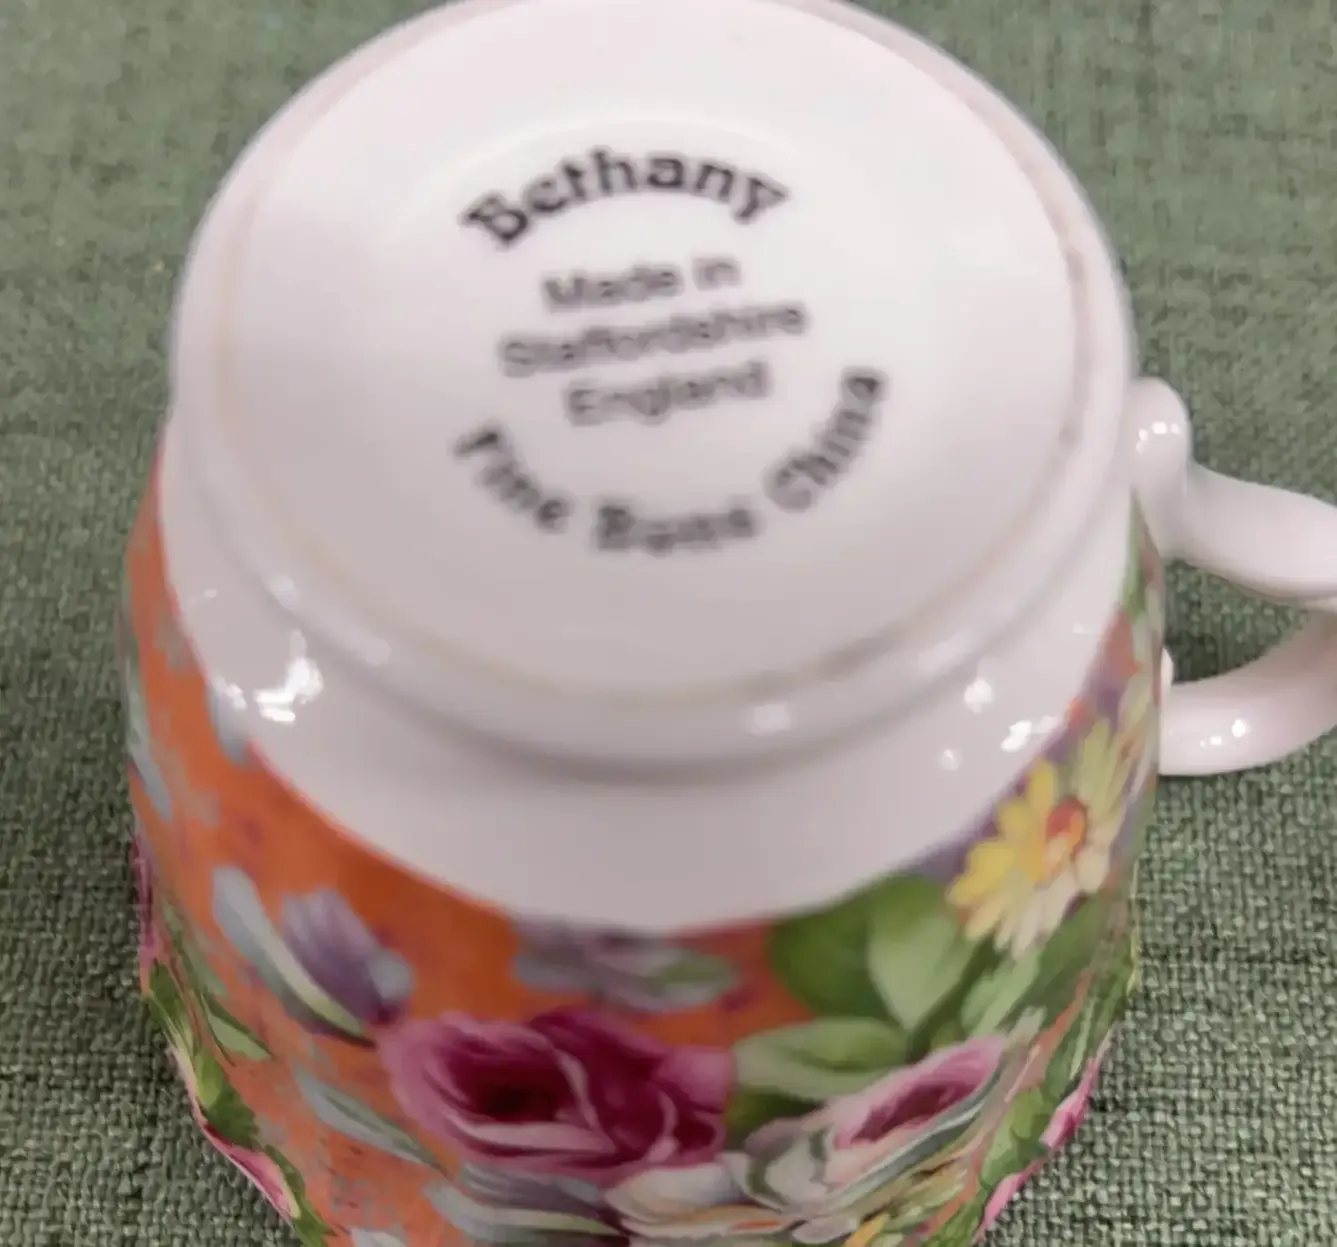 Bethany
Made in
Staffordshire
England
Fine Bone China